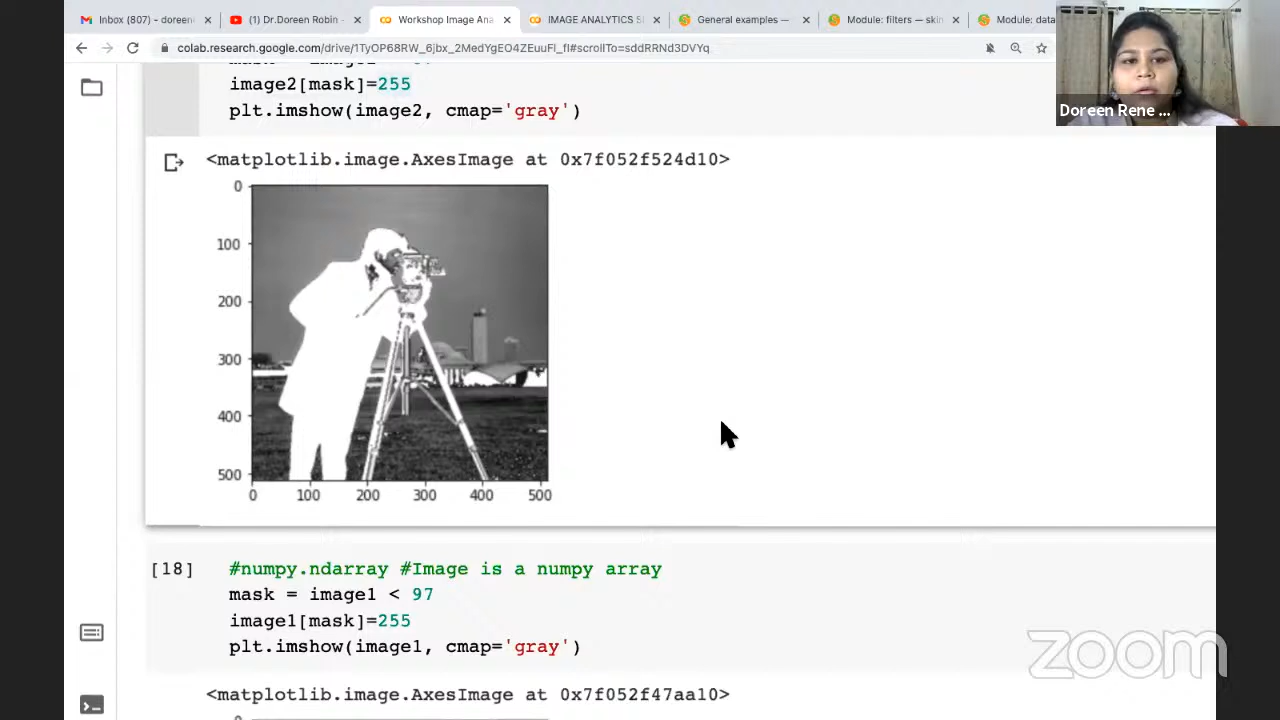 Inbox (807) - doreen
(1) Dr.Doreen Robin -
Workshop Image Ana
IMAGE ANALYTICS S
General examples —
Module: filters — skin
Module: dat
colab.research.google.com/drive/1TyOP68RW_6jbx_2MedYgEO4ZEuuFl_fI#scrollTo=sddRRNd3DVYq
Doreen Rene ...
image2[mask]=255
plt.imshow(image2, cmap='gray')
<matplotlib.image.AxesImage at 0x7f052f524d10>
0
100
200
300
400
500
0 100 200 300 400 500
[18] #numpy.ndarray #Image is a numpy array
mask = image1 < 97
image1[mask]=255
plt.imshow(image1, cmap='gray')
<matplotlib.image.AxesImage at 0x7f052f47aa10>
zoom